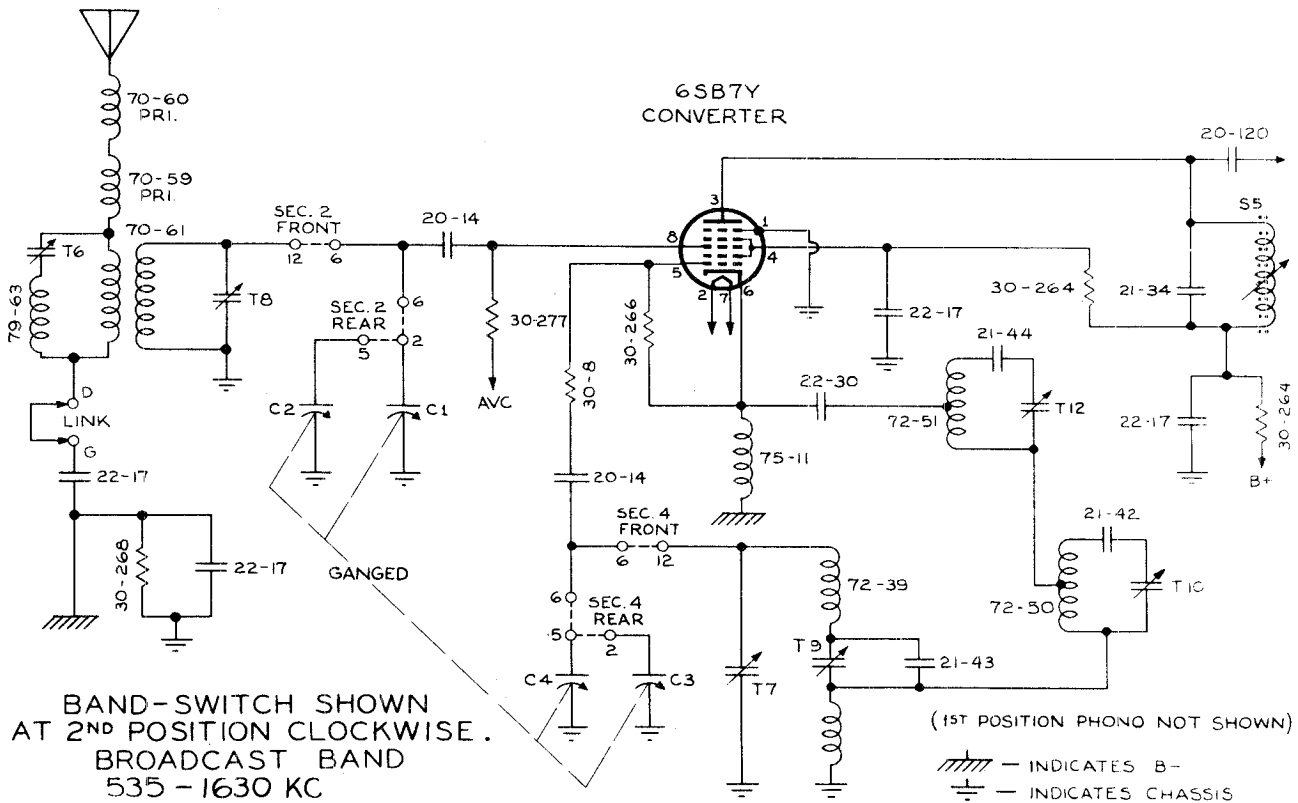 70-60
PRI.
70-59
PRI.
T6
70-61
79-63
T8
D
LINK
G
22-17
30-268
22-17
SEC. 2
FRONT
12 6
20-14
SEC. 2
REAR
6
5 2
C2
C1
30-277
AVC
GANGED
6SB7Y
CONVERTER
3
1
8
4
5
2 7 6
30-266
30-8
20-14
75-11
22-30
22-17
30-264
20-120
S5
21-34
22-17
30-264
B+
21-44
72-51
T12
21-42
72-50
T10
SEC. 4
FRONT
6 12
6
SEC. 4
REAR
5 2
C4
C3
T7
72-39
T9
21-43
BAND-SWITCH SHOWN
AT 2ND POSITION CLOCKWISE.
BROADCAST BAND
535-1630 KC
(1ST POSITION PHONO NOT SHOWN)
— INDICATES B-
— INDICATES CHASSIS